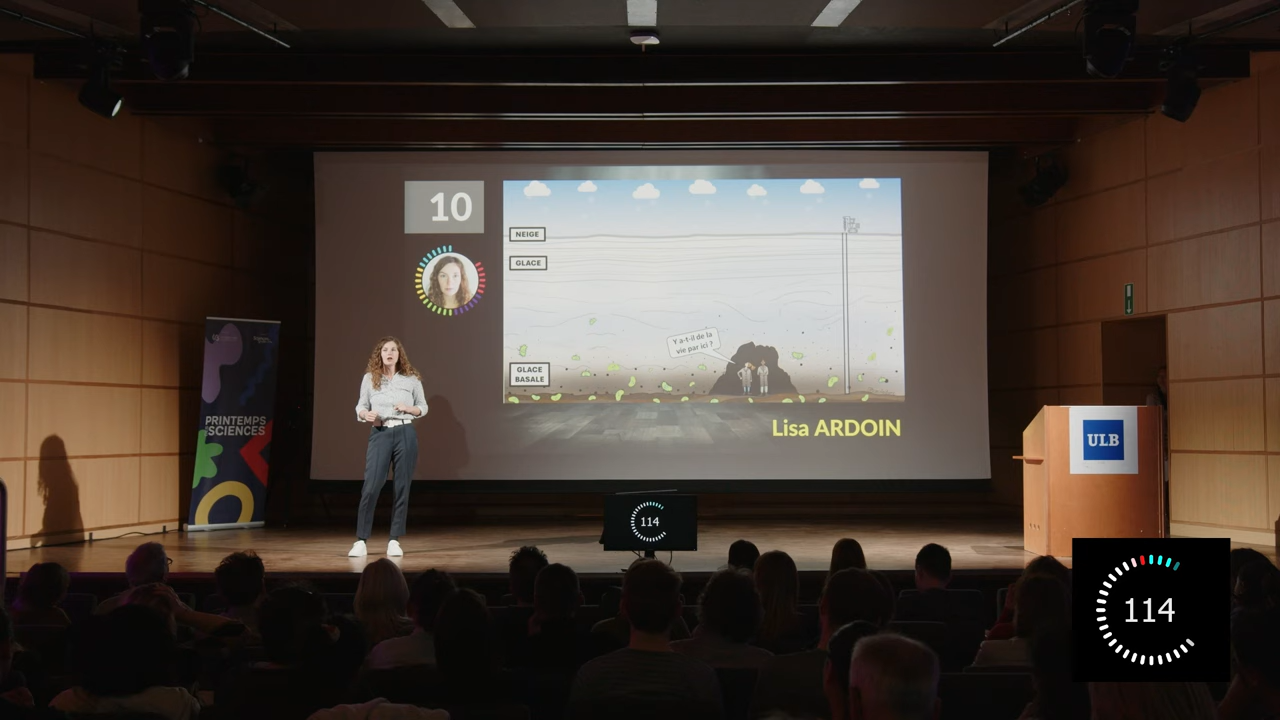 10
NEIGE
GLACE
Y a-t-il de la
vie par ici ?
GLACE
BASALE
Lisa ARDOIN
PRINTEMPS
SCIENCES
ULB
114
114